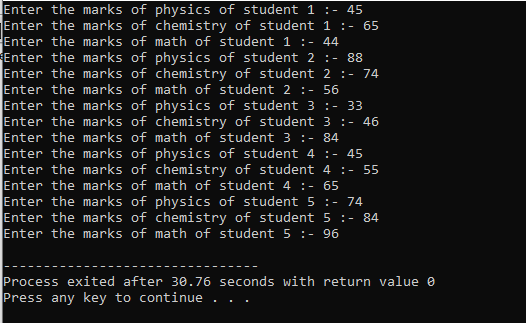 Enter the marks of physics of student 1 :- 45
Enter the marks of chemistry of student 1 :- 65
Enter the marks of math of student 1 :- 44
Enter the marks of physics of student 2 :- 88
Enter the marks of chemistry of student 2 :- 74
Enter the marks of math of student 2 :- 56
Enter the marks of physics of student 3 :- 33
Enter the marks of chemistry of student 3 :- 46
Enter the marks of math of student 3 :- 84
Enter the marks of physics of student 4 :- 45
Enter the marks of chemistry of student 4 :- 55
Enter the marks of math of student 4 :- 65
Enter the marks of physics of student 5 :- 74
Enter the marks of chemistry of student 5 :- 84
Enter the marks of math of student 5 :- 96
--------------------------------
Process exited after 30.76 seconds with return value 0
Press any key to continue . . .